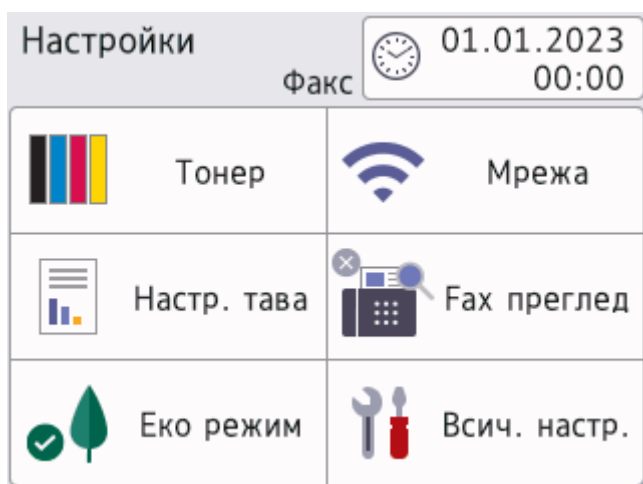 Настройки
Факс
01.01.2023
00:00
Тонер
Мрежа
Настр. тава
Fax преглед
Еко режим
Всич. настр.